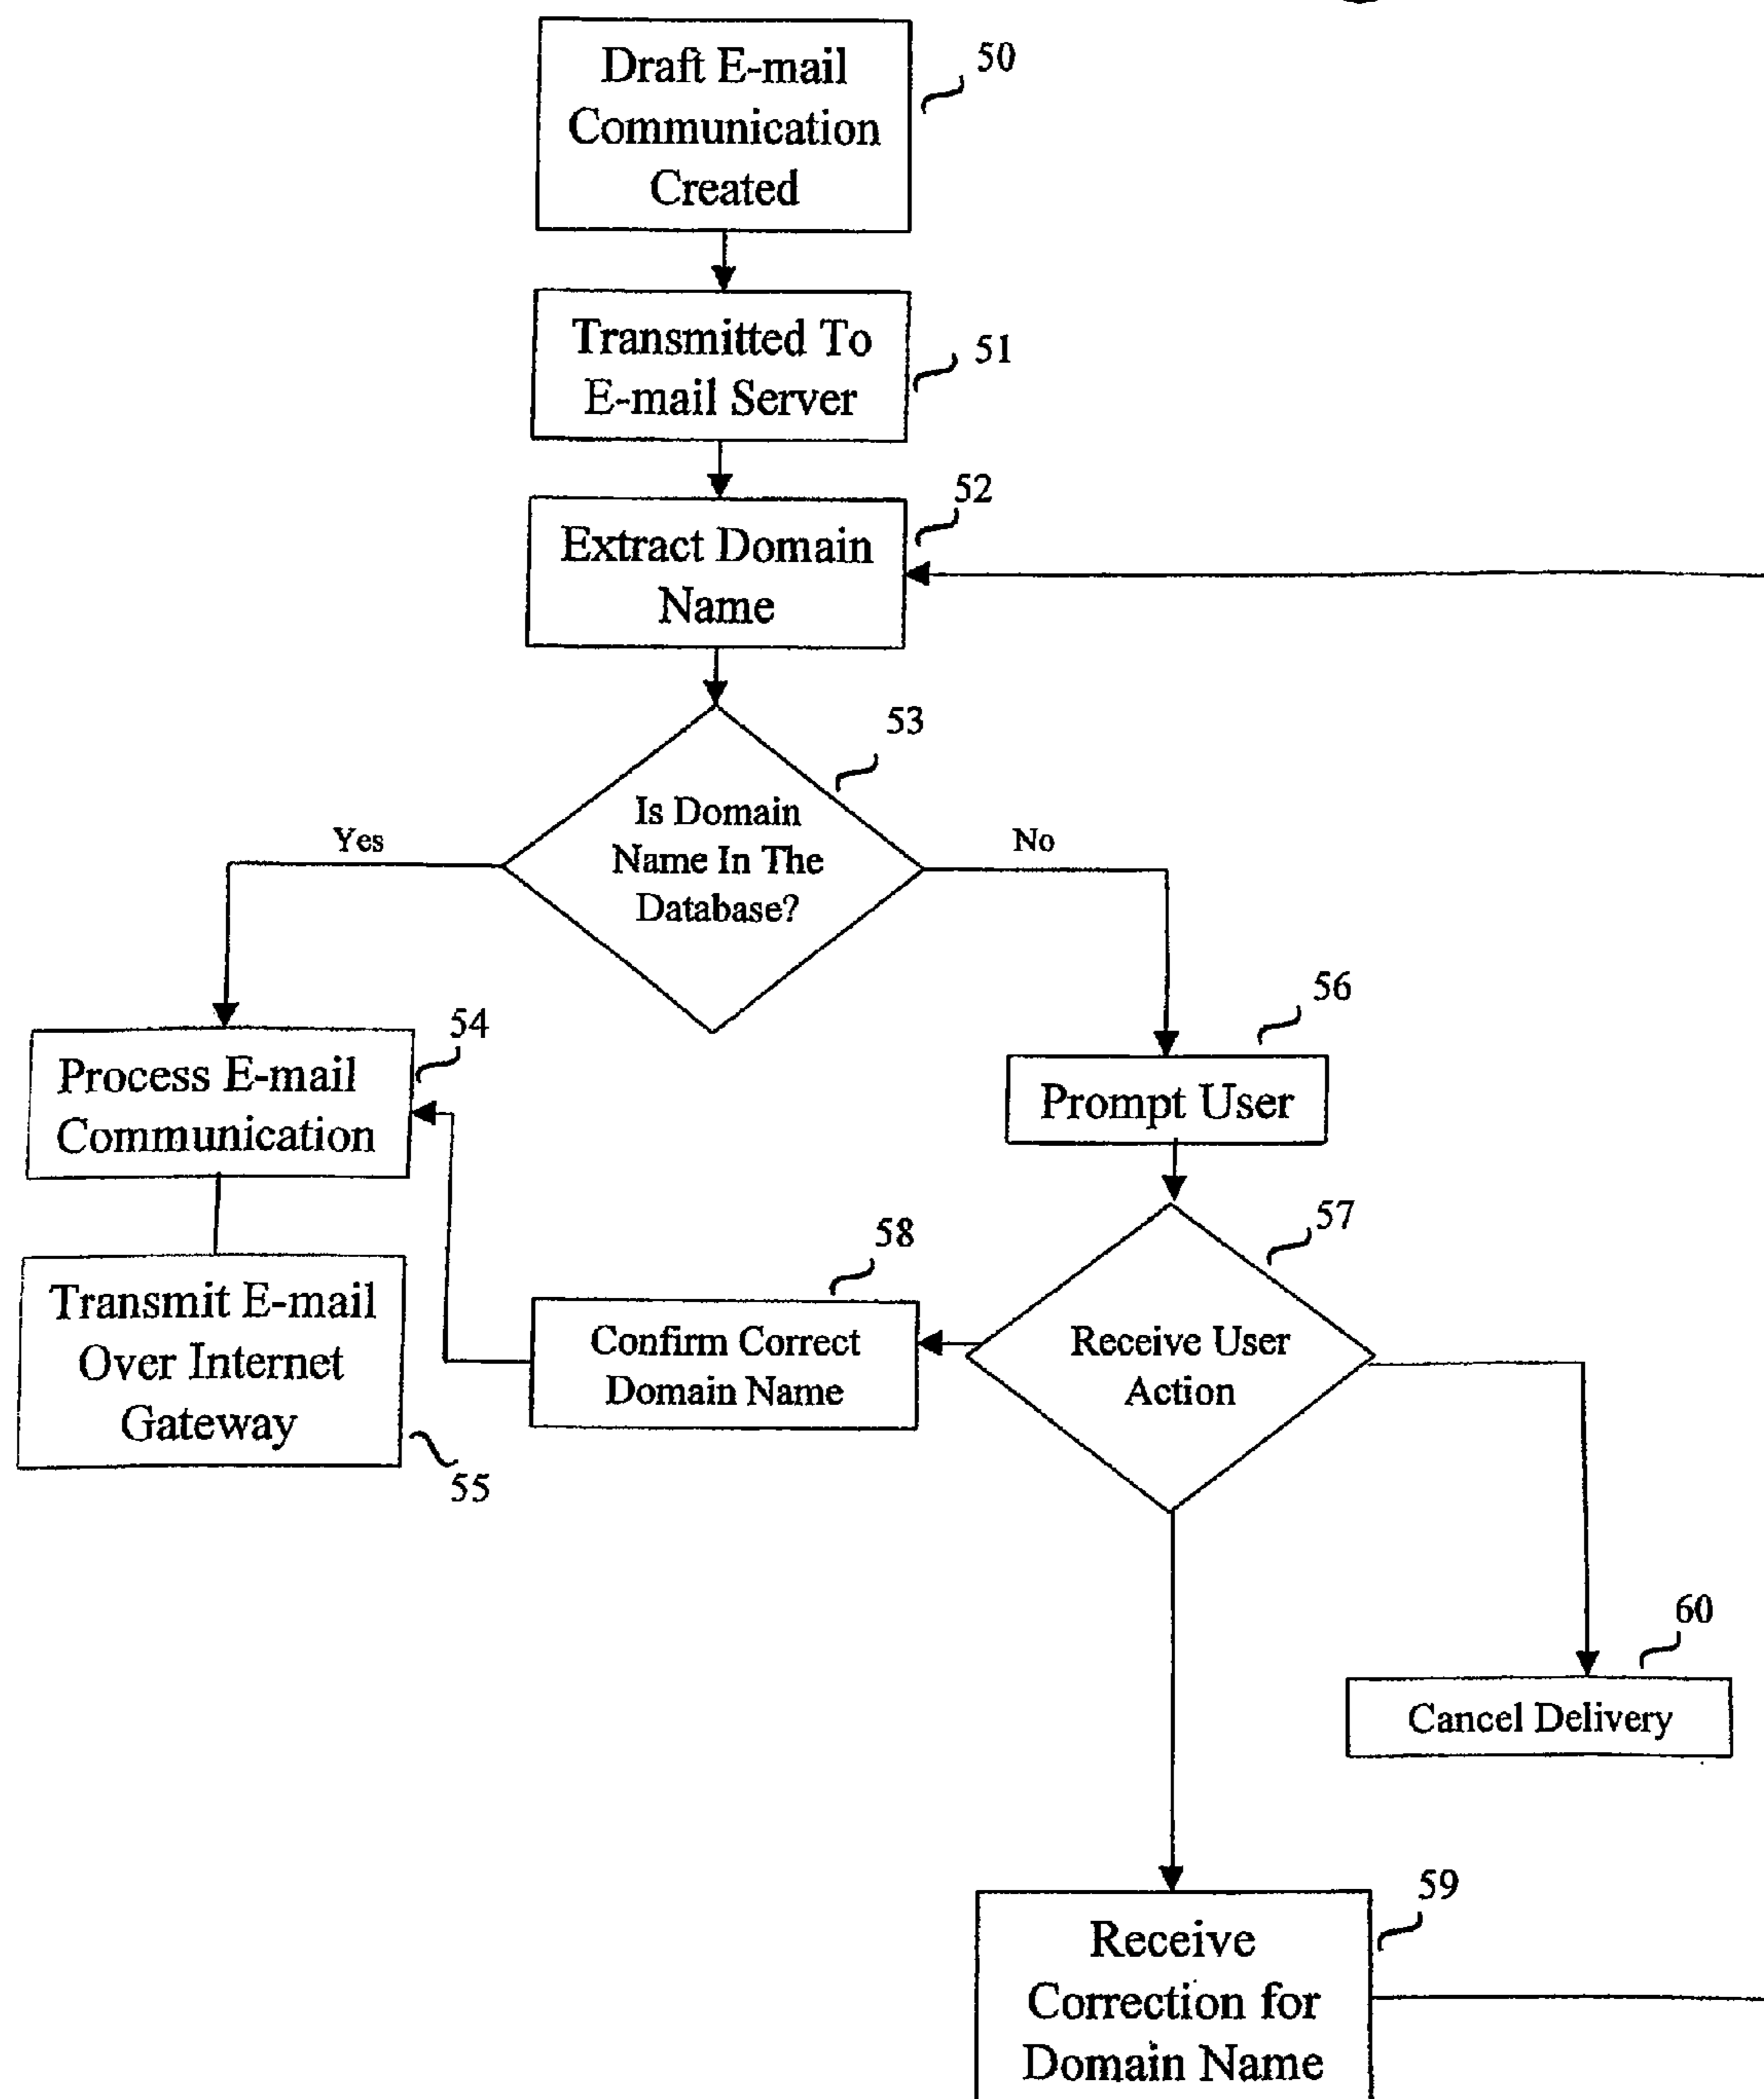 Draft E-mail
Communication
Created
50
Transmitted To
E-mail Server
51
52
Extract Domain
Name
53
Is Domain
Name In The
Database?
Yes
No
54
Process E-mail
Communication
56
Prompt User
57
58
Transmit E-mail
Over Internet
Gateway
55
Confirm Correct
Domain Name
Receive User
Action
60
Cancel Delivery
59
Receive
Correction for
Domain Name